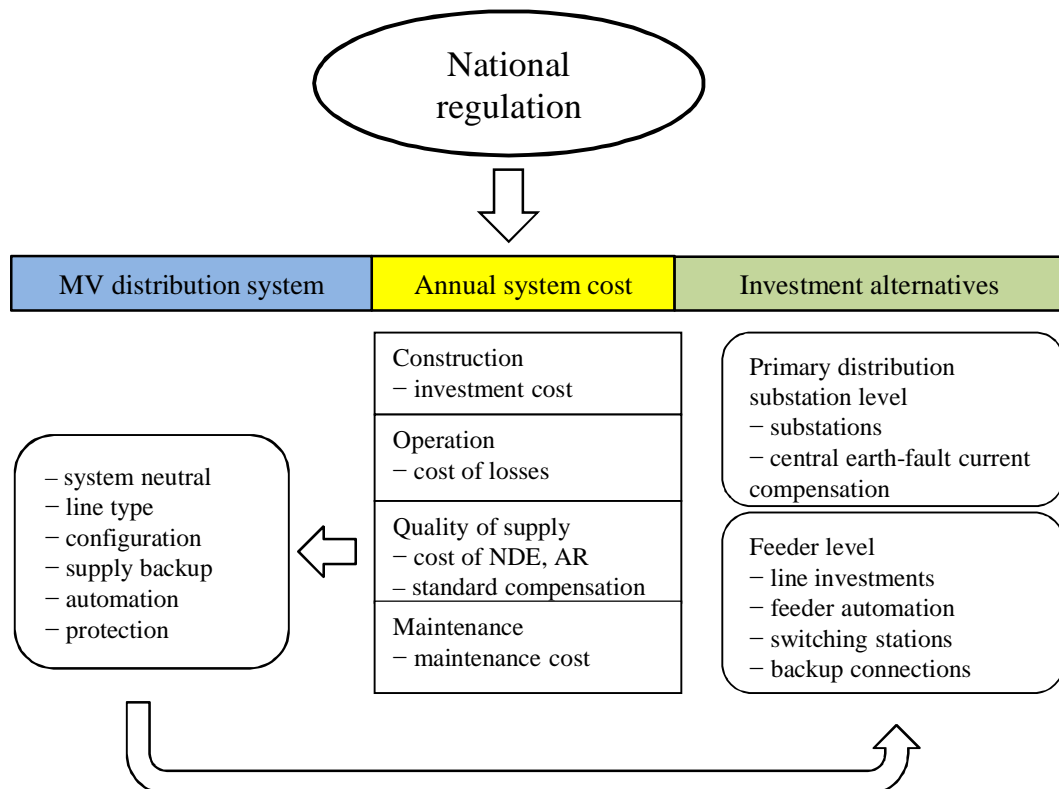 National
regulation
MV distribution system
Annual system cost
Investment alternatives
– system neutral
− line type
− configuration
− supply backup
− automation
− protection
Construction
− investment cost
Operation
− cost of losses
Quality of supply
− cost of NDE, AR
– standard compensation
Maintenance
− maintenance cost
Primary distribution
substation level
− substations
− central earth-fault current
compensation
Feeder level
− line investments
− feeder automation
− switching stations
− backup connections